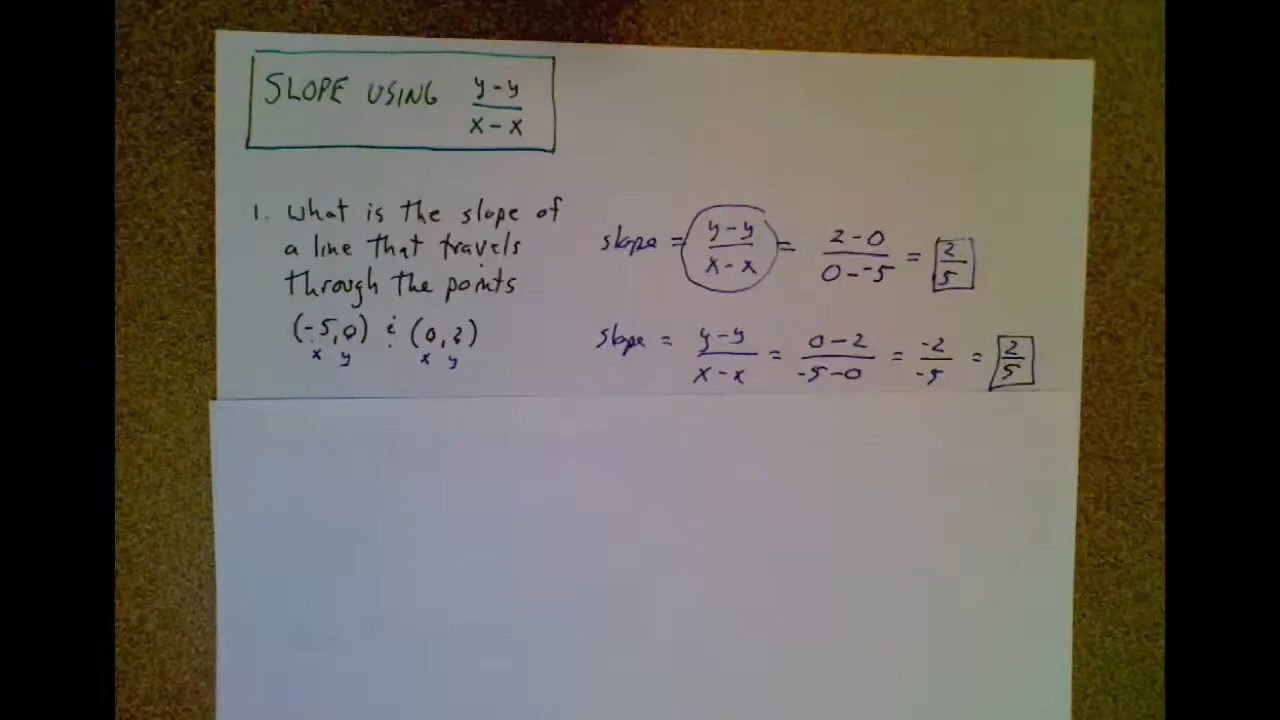 SLOPE USING y-y
x-x
1. What is the slope of
a line that travels
through the points
(-5,0) & (0,2)
x y x y
slope = y-y / x-x = 2-0 / 0--5 = 2/5
slope = y-y / x-x = 0-2 / -5-0 = -2/-5 = 2/5